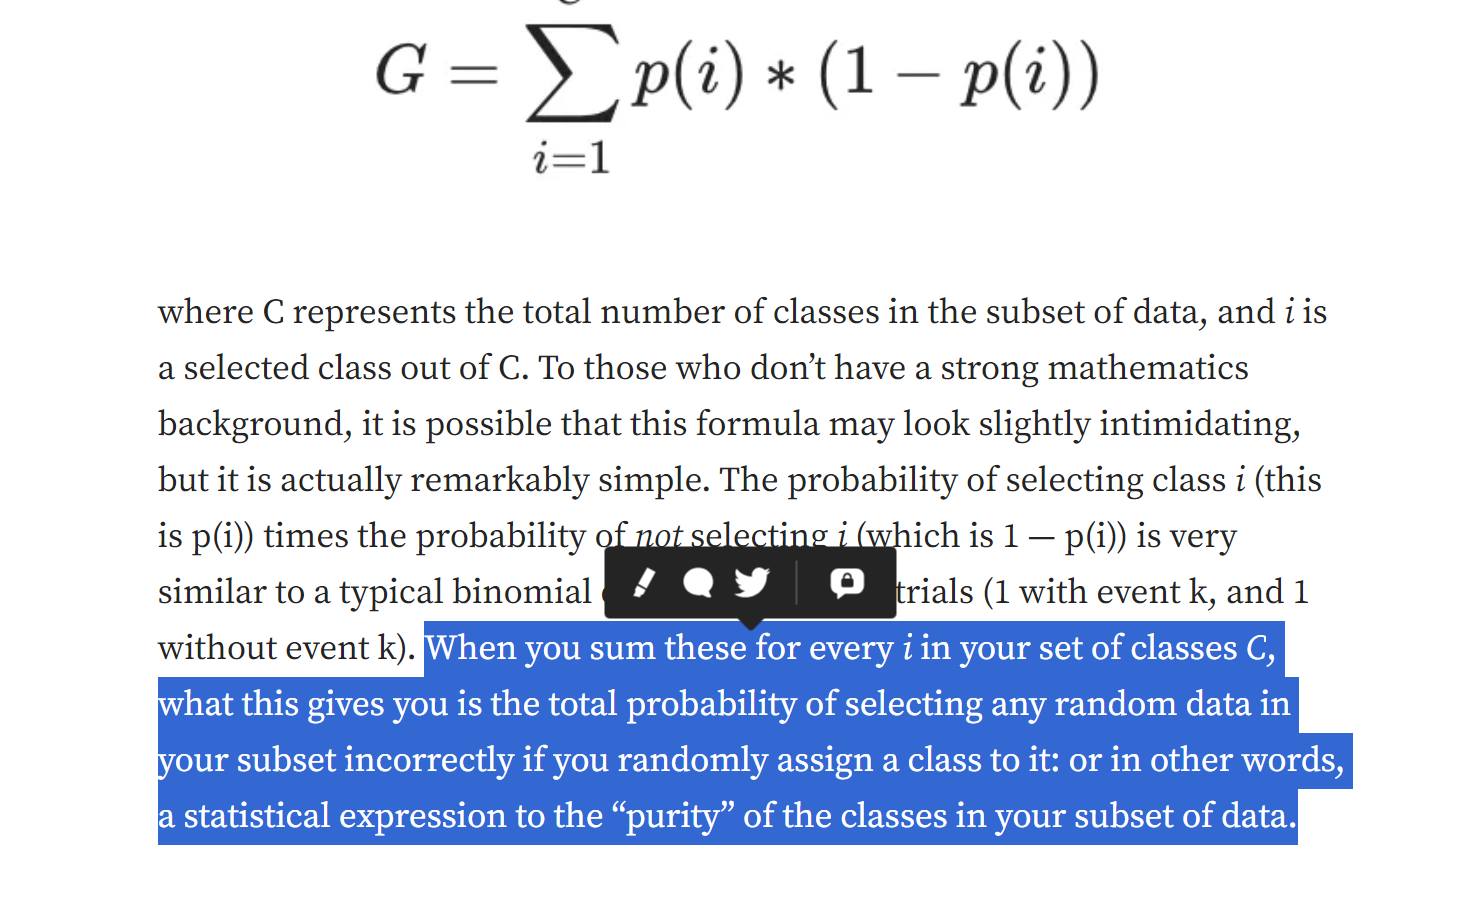 G = ∑ p(i) * (1 − p(i))
i=1
where C represents the total number of classes in the subset of data, and i is
a selected class out of C. To those who don’t have a strong mathematics
background, it is possible that this formula may look slightly intimidating,
but it is actually remarkably simple. The probability of selecting class i (this
is p(i)) times the probability of not selecting i (which is 1 — p(i)) is very
similar to a typical binomial trials (1 with event k, and 1
without event k). When you sum these for every i in your set of classes C,
what this gives you is the total probability of selecting any random data in
your subset incorrectly if you randomly assign a class to it: or in other words,
a statistical expression to the “purity” of the classes in your subset of data.